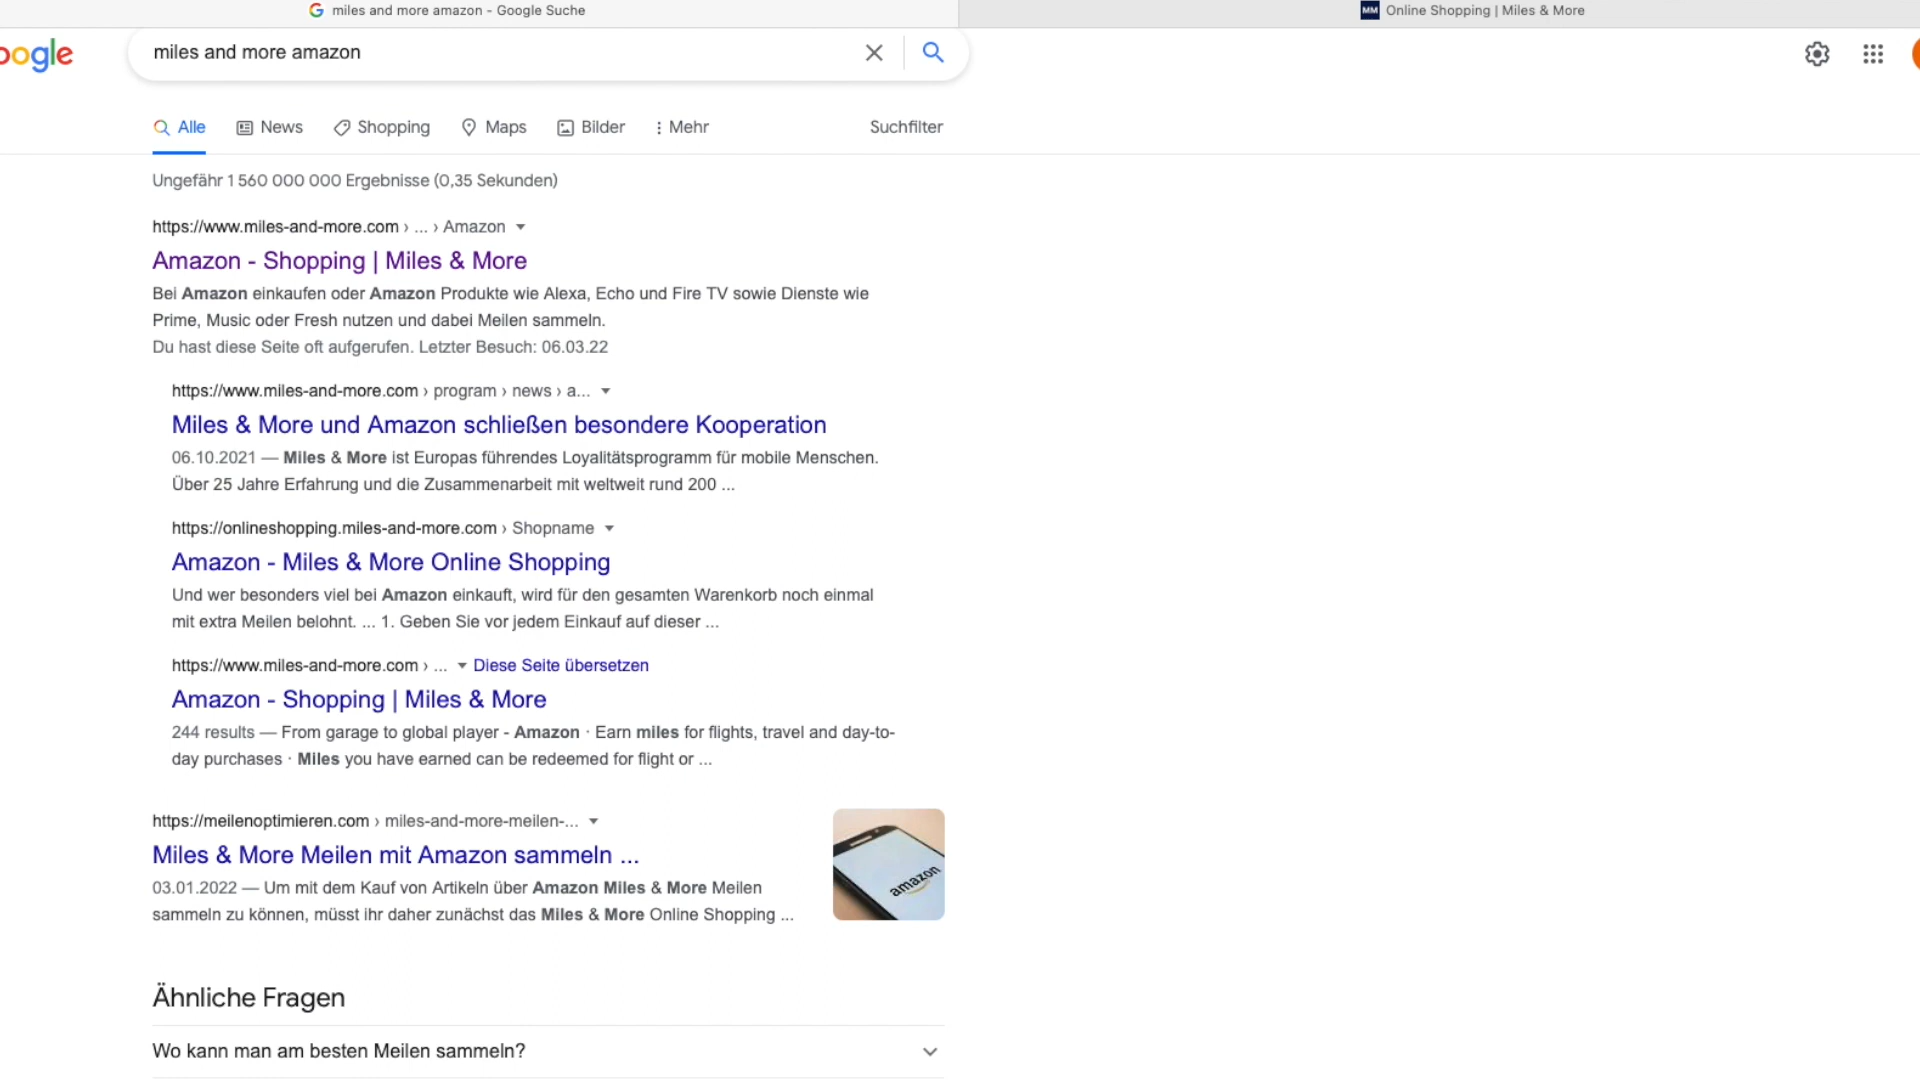 miles and more amazon - Google Suche
Online Shopping | Miles & More
oogle
miles and more amazon
Alle News Shopping Maps Bilder Mehr Suchfilter
Ungefähr 1 560 000 000 Ergebnisse (0,35 Sekunden)
https://www.miles-and-more.com › ... › Amazon
Amazon - Shopping | Miles & More
Bei Amazon einkaufen oder Amazon Produkte wie Alexa, Echo und Fire TV sowie Dienste wie
Prime, Music oder Fresh nutzen und dabei Meilen sammeln.
Du hast diese Seite oft aufgerufen. Letzter Besuch: 06.03.22
https://www.miles-and-more.com › program › news › a...
Miles & More und Amazon schließen besondere Kooperation
06.10.2021 — Miles & More ist Europas führendes Loyalitätsprogramm für mobile Menschen.
Über 25 Jahre Erfahrung und die Zusammenarbeit mit weltweit rund 200 ...
https://onlineshopping.miles-and-more.com › Shopname
Amazon - Miles & More Online Shopping
Und wer besonders viel bei Amazon einkauft, wird für den gesamten Warenkorb noch einmal
mit extra Meilen belohnt. ... 1. Geben Sie vor jedem Einkauf auf dieser ...
https://www.miles-and-more.com › ... Diese Seite übersetzen
Amazon - Shopping | Miles & More
244 results — From garage to global player - Amazon · Earn miles for flights, travel and day-to-
day purchases · Miles you have earned can be redeemed for flight or ...
https://meilenoptimieren.com › miles-and-more-meilen-...
Miles & More Meilen mit Amazon sammeln ...
03.01.2022 — Um mit dem Kauf von Artikeln über Amazon Miles & More Meilen
sammeln zu können, müsst ihr daher zunächst das Miles & More Online Shopping ...
amazon
Ähnliche Fragen
Wo kann man am besten Meilen sammeln?